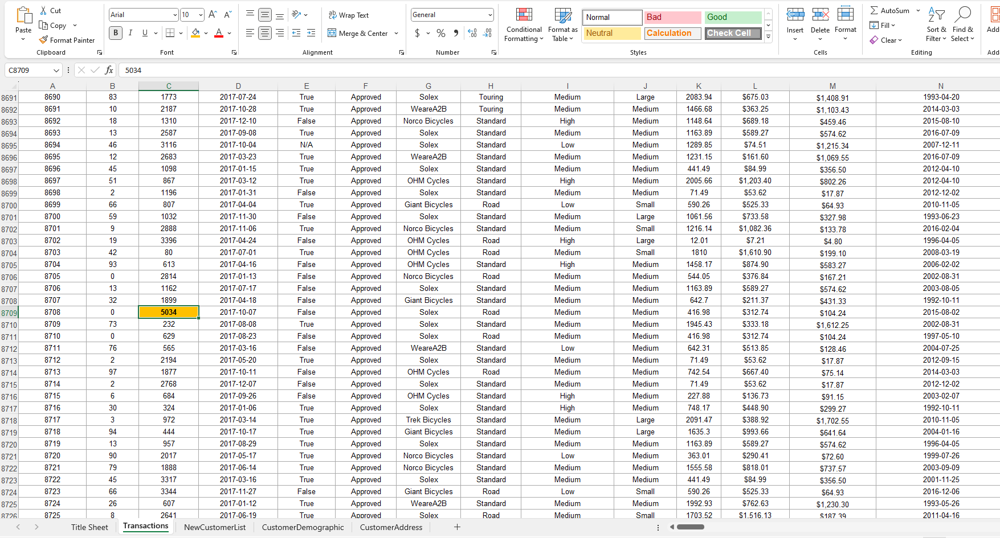 Cut
Copy
Format Painter
Paste
Clipboard
Arial 10
B I U
Font
Wrap Text
Merge & Center
Alignment
General
$ % ,
Number
Conditional Formatting
Format as Table
Normal Bad Good
Neutral Calculation Check Cell
Styles
Insert Delete Format
Cells
AutoSum
Fill
Clear
Sort & Filter
Find & Select
Editing
Add
Add
C8709 fx 5034
A B C D E F G H I J K L M N
8691 8690 83 1773 2017-07-24 True Approved Solex Touring Medium Large 2083.94 $675.03 $1,408.91 1993-04-20
8692 8691 10 2187 2017-10-28 True Approved WeareA2B Touring Medium Medium 1466.68 $363.25 $1,103.43 2014-03-03
8693 8692 18 1310 2017-12-10 False Approved Norco Bicycles Standard High Medium 1148.64 $689.18 $459.46 2015-08-10
8694 8693 13 2587 2017-09-08 True Approved Solex Standard Medium Medium 1163.89 $589.27 $574.62 2016-07-09
8695 8694 46 3116 2017-10-04 N/A Approved Solex Standard Low Medium 1289.85 $74.51 $1,215.34 2007-12-11
8696 8695 12 2683 2017-03-23 True Approved WeareA2B Standard Medium Medium 1231.15 $161.60 $1,069.55 2016-07-09
8697 8696 45 1098 2017-01-15 True Approved Solex Standard Medium Medium 441.49 $84.99 $356.50 2012-04-10
8698 8697 51 867 2017-03-12 True Approved OHM Cycles Standard High Medium 2005.66 $1,203.40 $802.26 2012-04-10
8699 8698 2 1196 2017-01-31 False Approved Solex Standard Medium Medium 71.49 $53.62 $17.87 2012-12-02
8700 8699 66 807 2017-04-04 True Approved Giant Bicycles Road Low Small 590.26 $525.33 $64.93 2010-11-05
8701 8700 59 1032 2017-11-30 False Approved Solex Standard Medium Large 1061.56 $733.58 $327.98 1993-06-23
8702 8701 9 2888 2017-11-06 True Approved Norco Bicycles Standard Medium Small 1216.14 $1,082.36 $133.78 2016-02-04
8703 8702 19 3396 2017-04-24 False Approved OHM Cycles Road High Large 12.01 $7.21 $4.80 1996-04-05
8704 8703 42 80 2017-07-01 True Approved OHM Cycles Road Medium Small 1810 $1,610.90 $199.10 2008-03-19
8705 8704 93 613 2017-04-16 False Approved OHM Cycles Standard High Medium 1458.17 $874.90 $583.27 2006-02-02
8706 8705 0 2814 2017-01-13 False Approved Norco Bicycles Road Medium Medium 544.05 $376.84 $167.21 2002-08-31
8707 8706 13 1162 2017-07-17 False Approved Solex Standard Medium Medium 1163.89 $589.27 $574.62 2003-08-05
8708 8707 32 1899 2017-04-18 False Approved Giant Bicycles Standard Medium Medium 642.7 $211.37 $431.33 1992-10-11
8709 8708 0 5034 2017-10-07 False Approved Solex Road Medium Medium 416.98 $312.74 $104.24 2015-08-02
8710 8709 73 232 2017-08-08 True Approved Solex Standard Medium Medium 1945.43 $333.18 $1,612.25 2002-08-31
8711 8710 0 629 2017-08-23 False Approved Solex Road Medium Medium 416.98 $312.74 $104.24 1997-05-10
8712 8711 76 565 2017-03-16 False Approved WeareA2B Standard Low Medium 642.31 $513.85 $128.46 2004-07-25
8713 8712 2 2194 2017-05-20 True Approved Solex Standard Medium Medium 71.49 $53.62 $17.87 2012-09-15
8714 8713 97 1877 2017-10-11 False Approved OHM Cycles Road Medium Medium 742.54 $667.40 $75.14 2014-03-03
8715 8714 2 2768 2017-12-07 False Approved Solex Standard Medium Medium 71.49 $53.62 $17.87 2012-12-02
8716 8715 6 684 2017-09-26 False Approved OHM Cycles Standard High Medium 227.88 $136.73 $91.15 2003-02-07
8717 8716 30 324 2017-01-06 True Approved Solex Standard High Medium 748.17 $448.90 $299.27 1992-10-11
8718 8717 3 972 2017-03-14 True Approved Trek Bicycles Standard Medium Large 2091.47 $388.92 $1,702.55 2010-11-05
8719 8718 94 444 2017-10-17 True Approved Giant Bicycles Standard Medium Large 1635.3 $993.66 $641.64 2004-01-16
8720 8719 13 957 2017-08-29 True Approved Solex Standard Medium Medium 1163.89 $589.27 $574.62 1996-04-05
8721 8720 90 2017 2017-05-17 True Approved Norco Bicycles Standard Low Medium 363.01 $290.41 $72.60 1999-07-26
8722 8721 79 1888 2017-06-14 True Approved Norco Bicycles Standard Medium Medium 1555.58 $818.01 $737.57 2003-09-09
8723 8722 45 3317 2017-03-16 True Approved Solex Standard Medium Medium 441.49 $84.99 $356.50 2001-11-25
8724 8723 66 3344 2017-11-27 False Approved Giant Bicycles Road Low Small 590.26 $525.33 $64.93 2016-12-06
8725 8724 26 607 2017-01-12 True Approved WeareA2B Standard Medium Medium 1992.93 $762.63 $1,230.30 1993-05-26
8726 8725 8 2641 2017-06-19 True Approved Solex Road Medium Small 1703.52 $1,516.13 $187.39 2011-04-16
Title Sheet Transactions NewCustomerList CustomerDemographic CustomerAddress